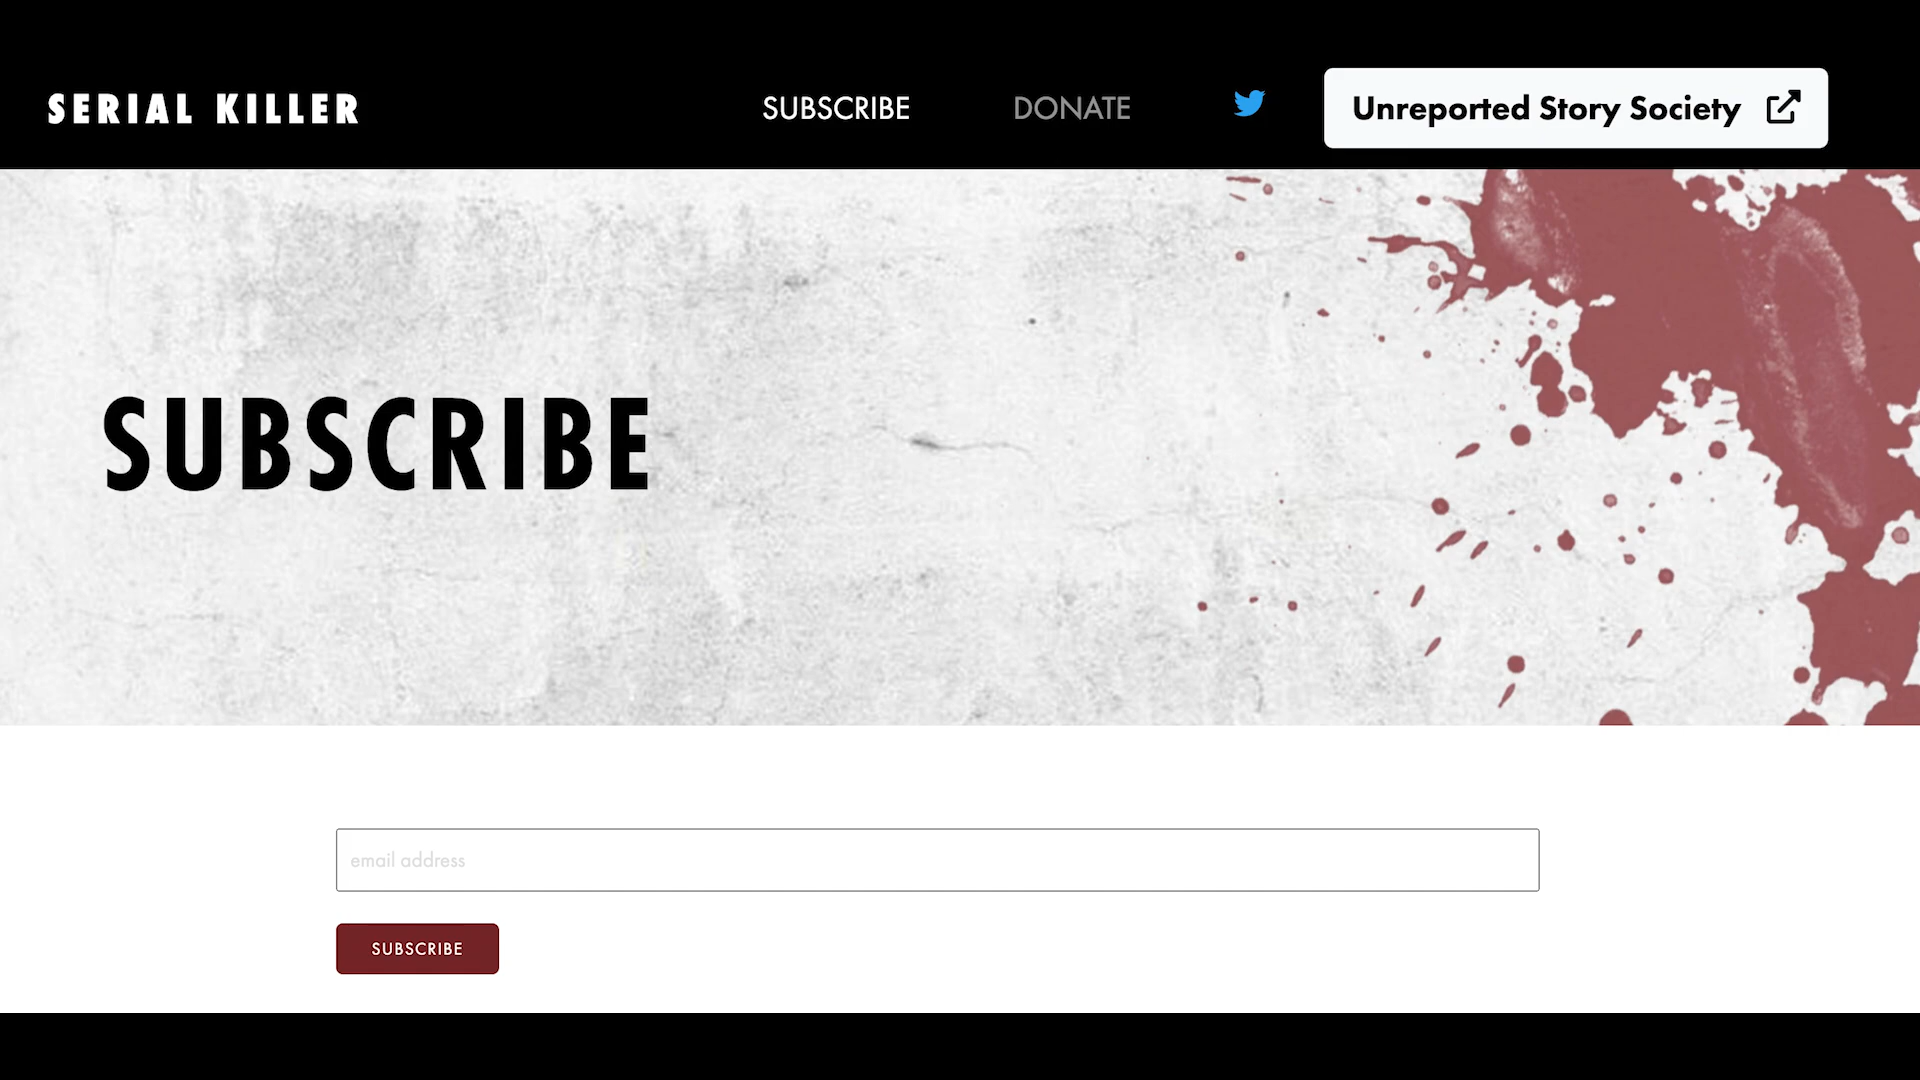 SERIAL KILLER
SUBSCRIBE
DONATE
Unreported Story Society
SUBSCRIBE
email address
SUBSCRIBE